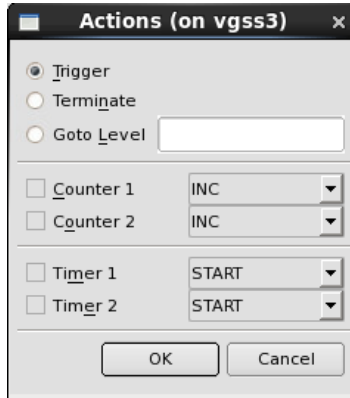 Actions (on vgss3)
Trigger
Terminate
Goto Level
Counter 1 INC
Counter 2 INC
Timer 1 START
Timer 2 START
OK Cancel